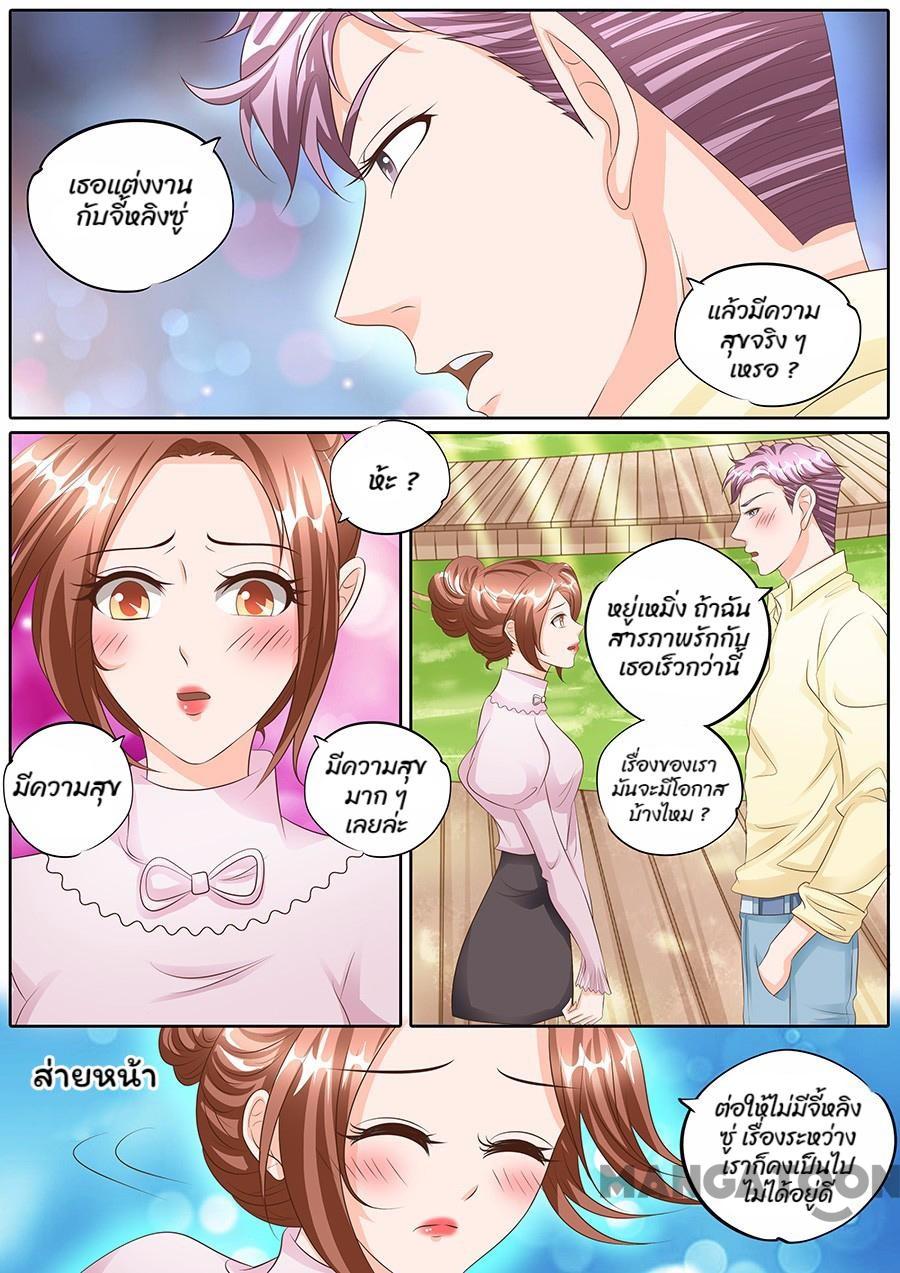 เธอแต่งงาน
กับจี้หลิงซู่
แล้วมีความ
สุขจริง ๆ
เหรอ ?
ห้ะ ?
มีความสุข
มีความสุข
มาก ๆ
เลยล่ะ
หยู่เหมิ่ง ถ้าฉัน
สารภาพรักกับ
เธอเร็วกว่านี้
เรื่องของเรา
มันจะมีโอกาส
บ้างไหม ?
ส่ายหน้า
ต่อให้ไม่มีจี้หลิง
ซู่ เรื่องระหว่าง
เราก็คงเป็นไป
ไม่ได้อยู่ดี
MANGATOON